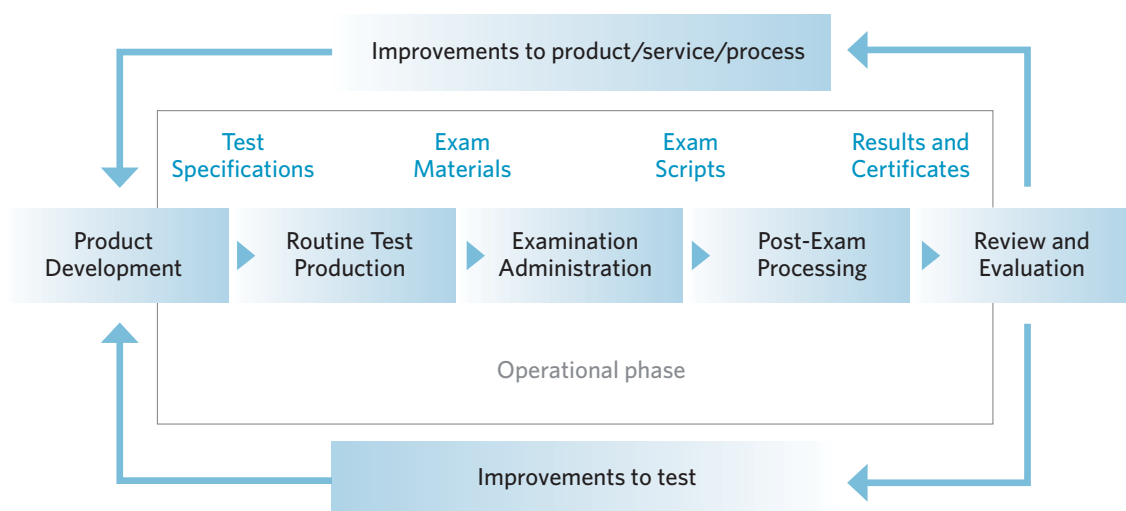 Improvements to product/service/process
Test
Specifications
Exam
Materials
Exam
Scripts
Results and
Certificates
Product
Development
Routine Test
Production
Examination
Administration
Post-Exam
Processing
Review and
Evaluation
Operational phase
Improvements to test